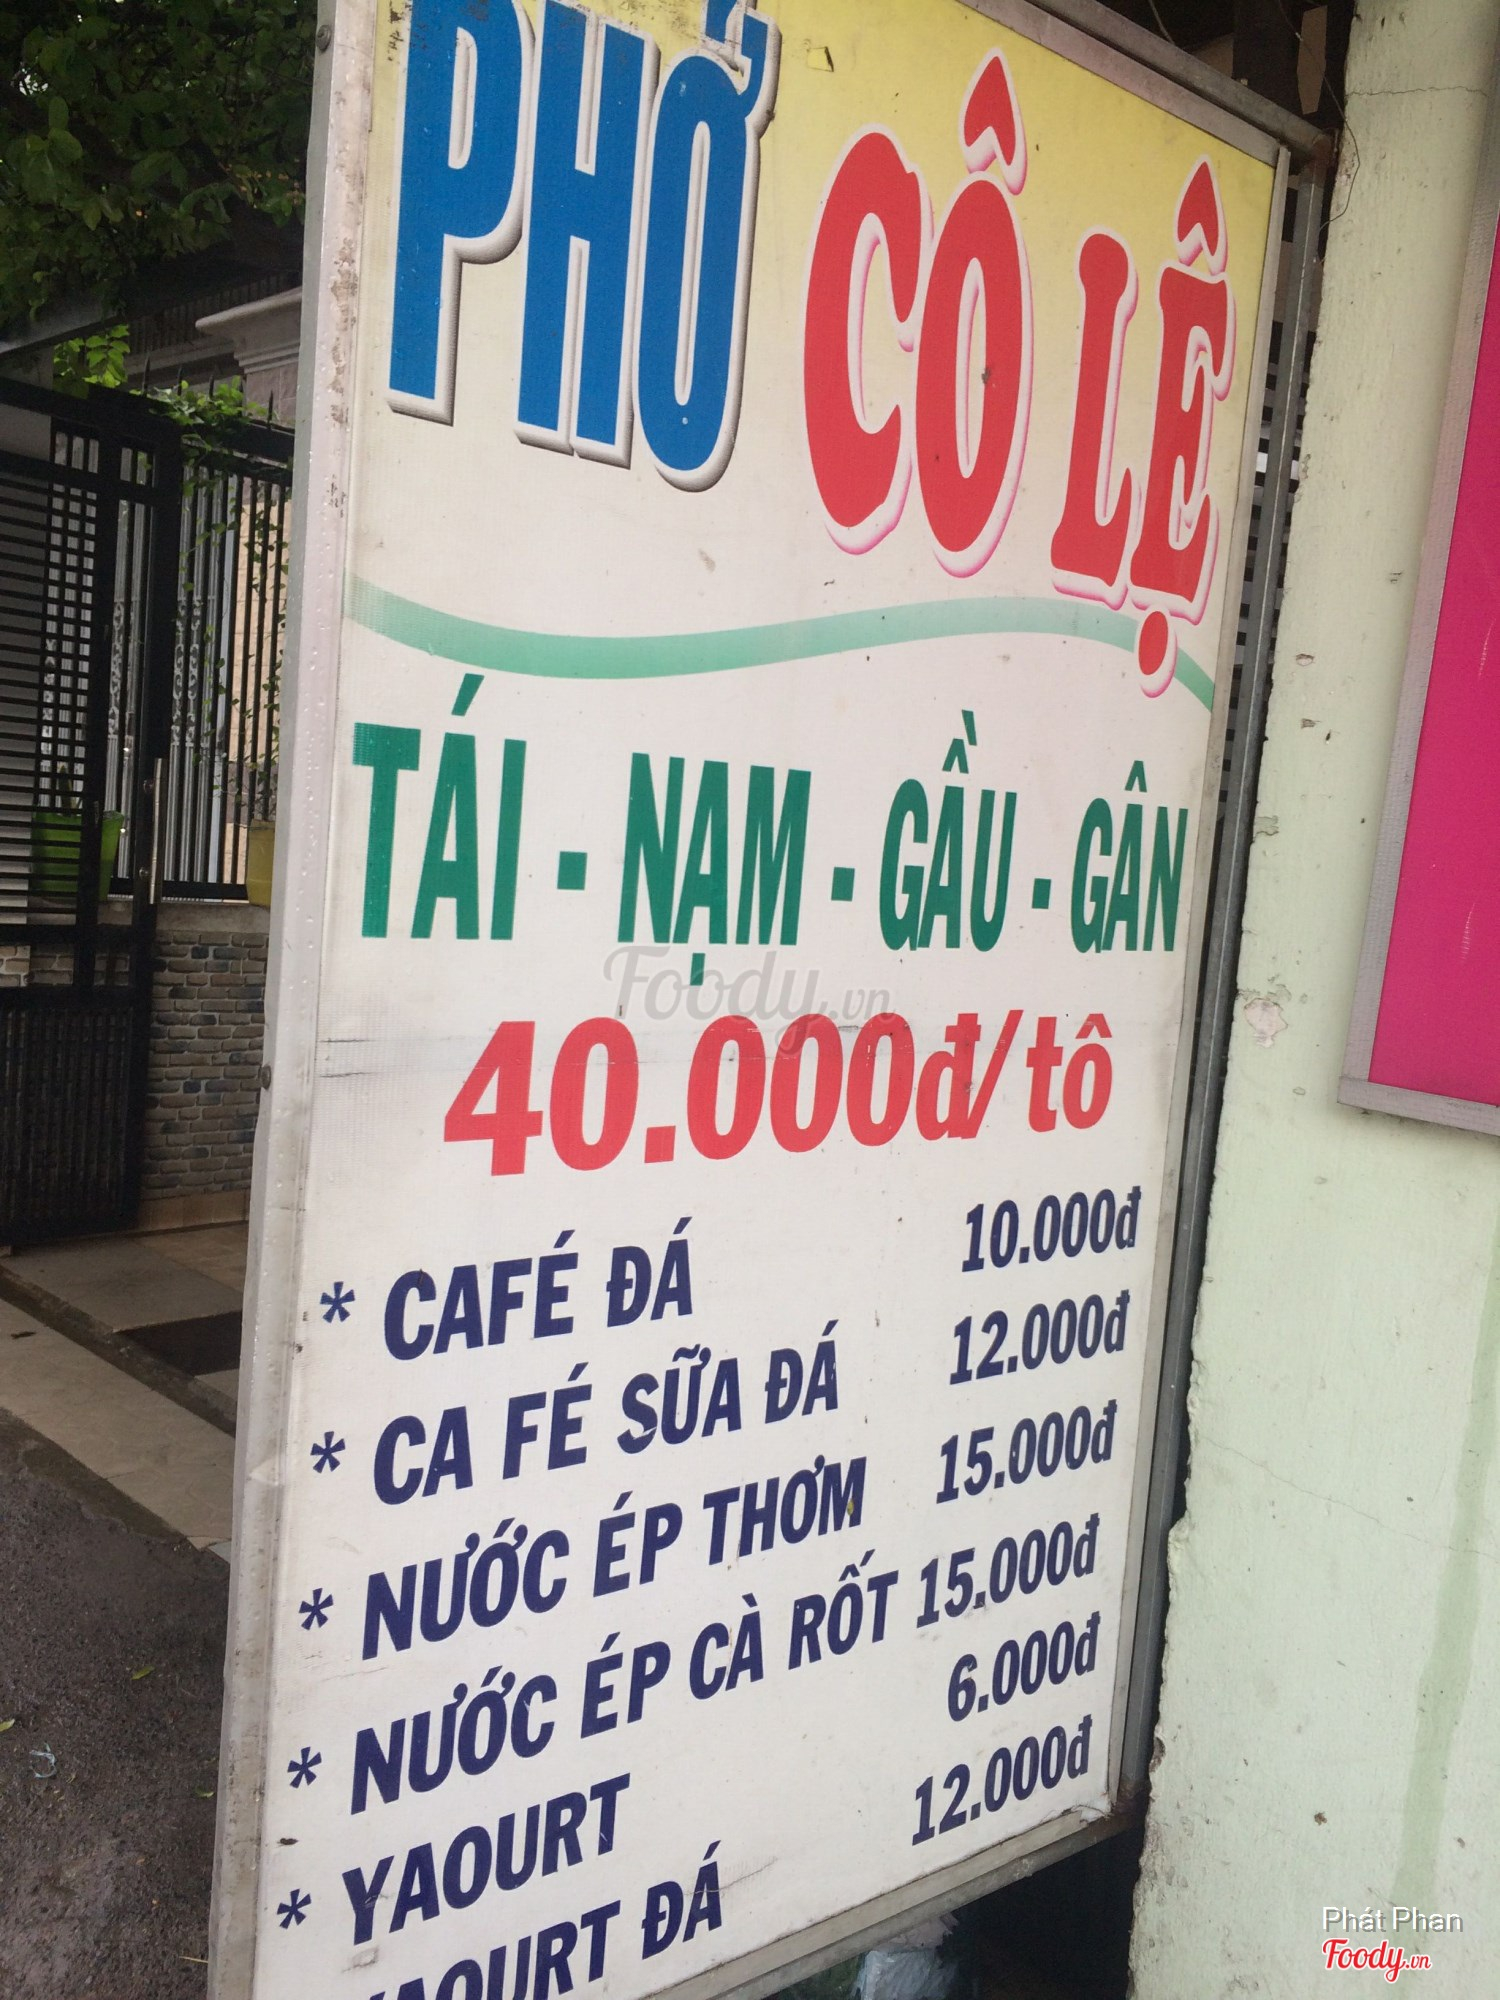 PHỞ CÔ LỆ
TÁI - NẠM - GẦU - GÂN
40.000đ/tô
* CAFÉ ĐÁ 10.000đ
* CA FÉ SỮA ĐÁ 12.000đ
* NƯỚC ÉP THƠM 15.000đ
* NƯỚC ÉP CÀ RỐT 15.000đ
* YAOURT 6.000đ
YAOURT ĐÁ 12.000đ
Foody.vn
Phát Phan
Foody.vn